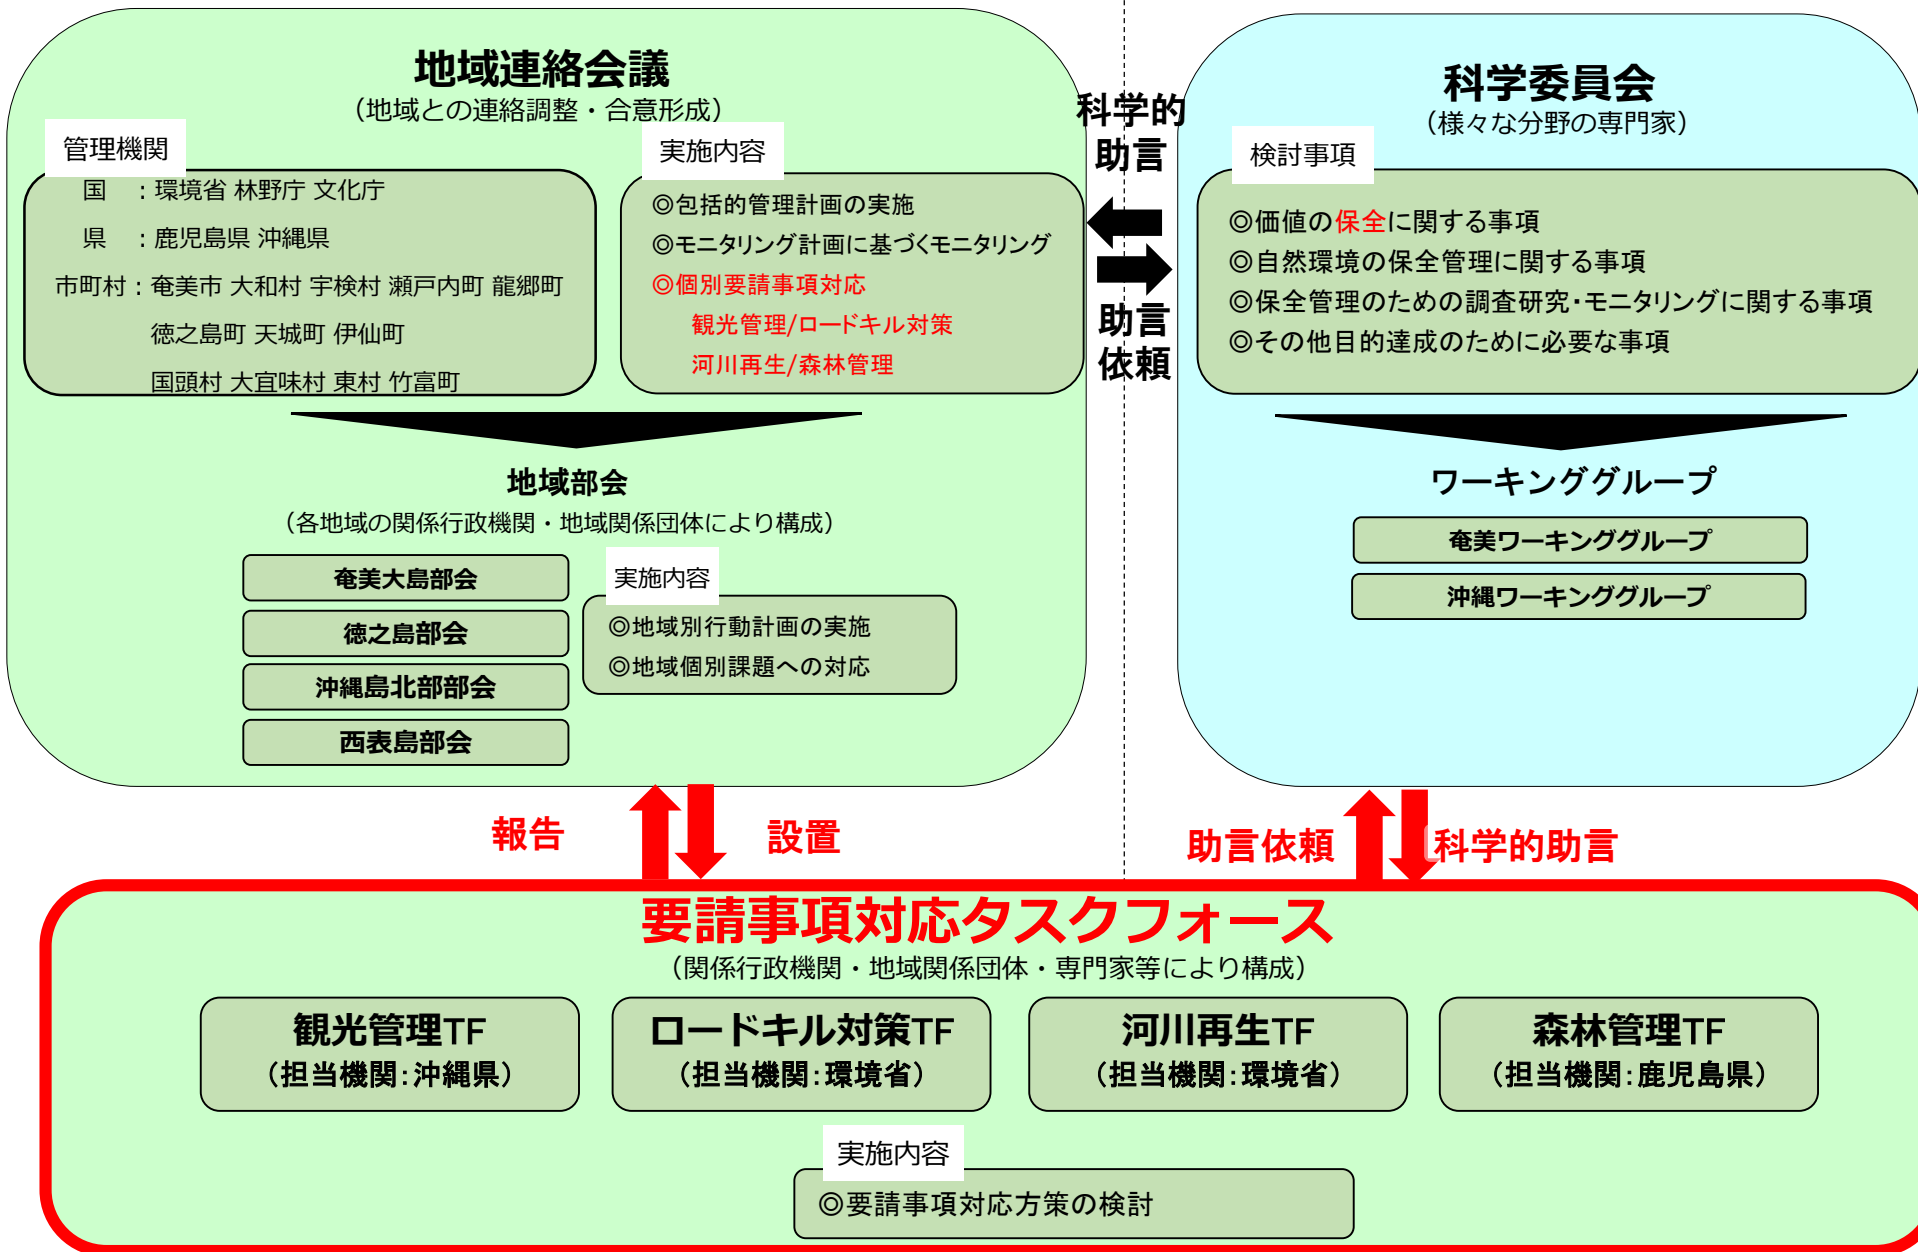 地域連絡会議
（地域との連絡調整・合意形成）
管理機関
国　：環境省 林野庁 文化庁
県　：鹿児島県 沖縄県
市町村：奄美市 大和村 宇検村 瀬戸内町 龍郷町
徳之島町 天城町 伊仙町
国頭村 大宜味村 東村 竹富町
実施内容
◎包括的管理計画の実施
◎モニタリング計画に基づくモニタリング
◎個別要請事項対応
観光管理/ロードキル対策
河川再生/森林管理
地域部会
（各地域の関係行政機関・地域関係団体により構成）
奄美大島部会
徳之島部会
沖縄島北部部会
西表島部会
実施内容
◎地域別行動計画の実施
◎地域個別課題への対応
科学的
助言
助言
依頼
科学委員会
（様々な分野の専門家）
検討事項
◎価値の保全に関する事項
◎自然環境の保全管理に関する事項
◎保全管理のための調査研究・モニタリングに関する事項
◎その他目的達成のために必要な事項
ワーキンググループ
奄美ワーキンググループ
沖縄ワーキンググループ
報告
設置
助言依頼
科学的助言
要請事項対応タスクフォース
（関係行政機関・地域関係団体・専門家等により構成）
観光管理TF
（担当機関：沖縄県）
ロードキル対策TF
（担当機関：環境省）
河川再生TF
（担当機関：環境省）
森林管理TF
（担当機関：鹿児島県）
実施内容
◎要請事項対応方策の検討